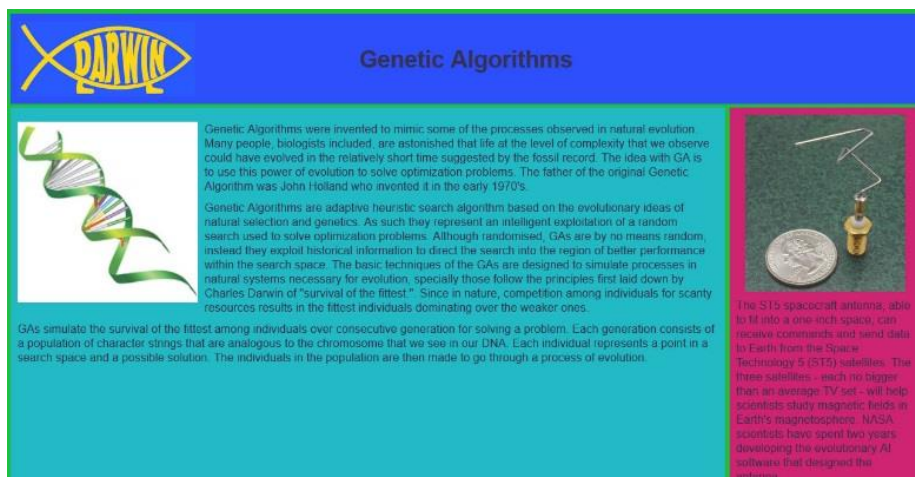 DARWIN
Genetic Algorithms
Genetic Algorithms were invented to mimic some of the processes observed in natural evolution.
Many people, biologists included, are astonished that life at the level of complexity that we observe
could have evolved in the relatively short time suggested by the fossil record. The idea with GA is
to use this power of evolution to solve optimization problems. The father of the original Genetic
Algorithm was John Holland who invented it in the early 1970's.
Genetic Algorithms are adaptive heuristic search algorithm based on the evolutionary ideas of
natural selection and genetics. As such they represent an intelligent exploitation of a random
search used to solve optimization problems. Although randomised, GAs are by no means random,
instead they exploit historical information to direct the search into the region of better performance
within the search space. The basic techniques of the GAs are designed to simulate processes in
natural systems necessary for evolution, specially those follow the principles first laid down by
Charles Darwin of "survival of the fittest.". Since in nature, competition among individuals for scanty
resources results in the fittest individuals dominating over the weaker ones.
GAs simulate the survival of the fittest among individuals over consecutive generation for solving a problem. Each generation consists of
a population of character strings that are analogous to the chromosome that we see in our DNA. Each individual represents a point in a
search space and a possible solution. The individuals in the population are then made to go through a process of evolution.
The ST5 spacecraft antenna, able
to fit into a one-inch space, can
receive commands and send data
to Earth from the Space
Technology 5 (ST5) satellites. The
three satellites - each no bigger
than an average TV set - will help
scientists study magnetic fields in
Earth's magnetosphere. NASA
scientists have spent two years
developing the evolutionary AI
software that designed the